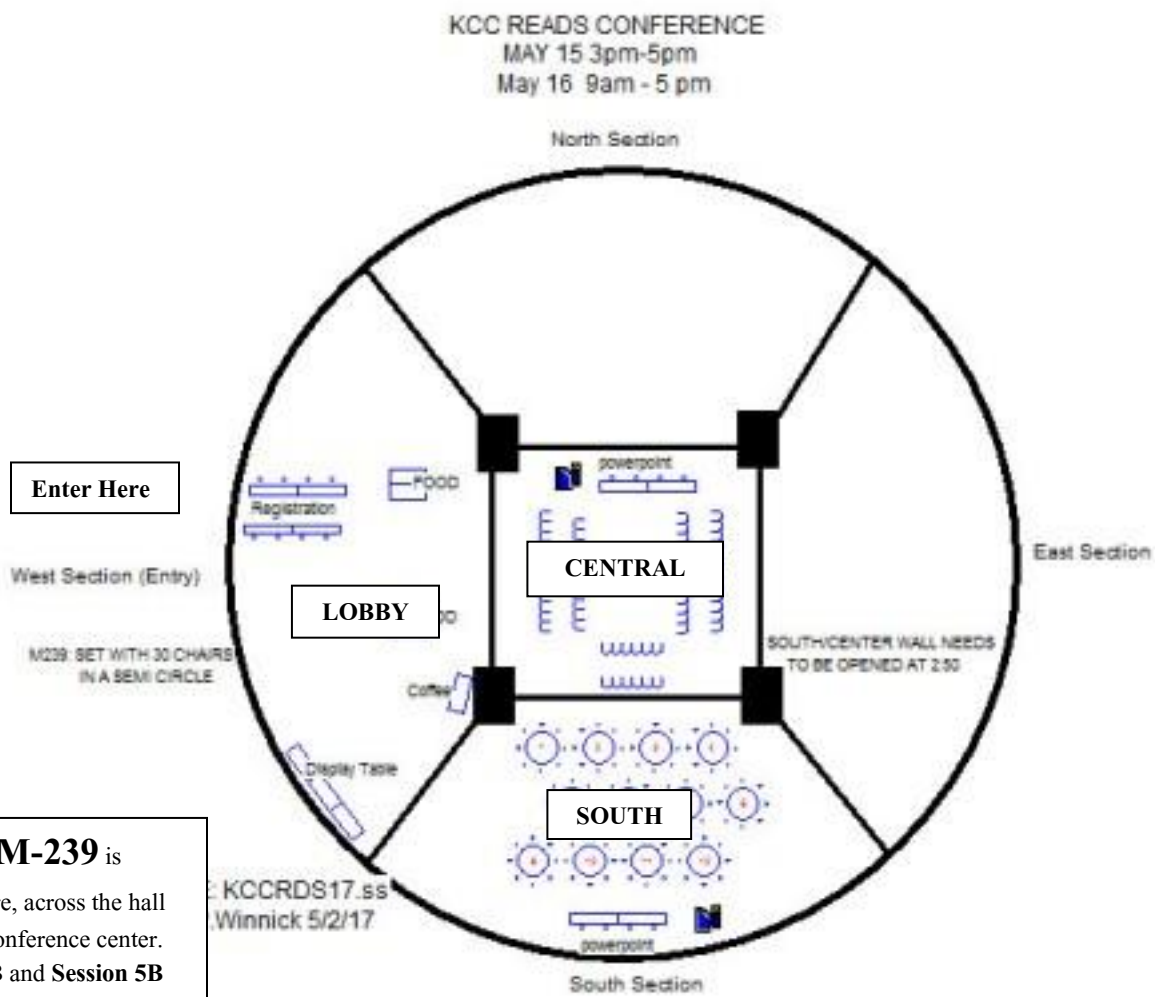 KCC READS CONFERENCE
MAY 15 3pm-5pm
May 16 9am - 5 pm
North Section
Enter Here
Registration
FOOD
powerpoint
CENTRAL
West Section (Entry)
East Section
LOBBY
M239: SET WITH 30 CHAIRS
IN A SEMI CIRCLE
SOUTH/CENTER WALL NEEDS
TO BE OPENED AT 2:50
Coffee
Display Table
SOUTH
M-239 is
re, across the hall
onference center.
and Session 5B
: KCCRDS17.ss
.Winnick 5/2/17
powerpoint
South Section